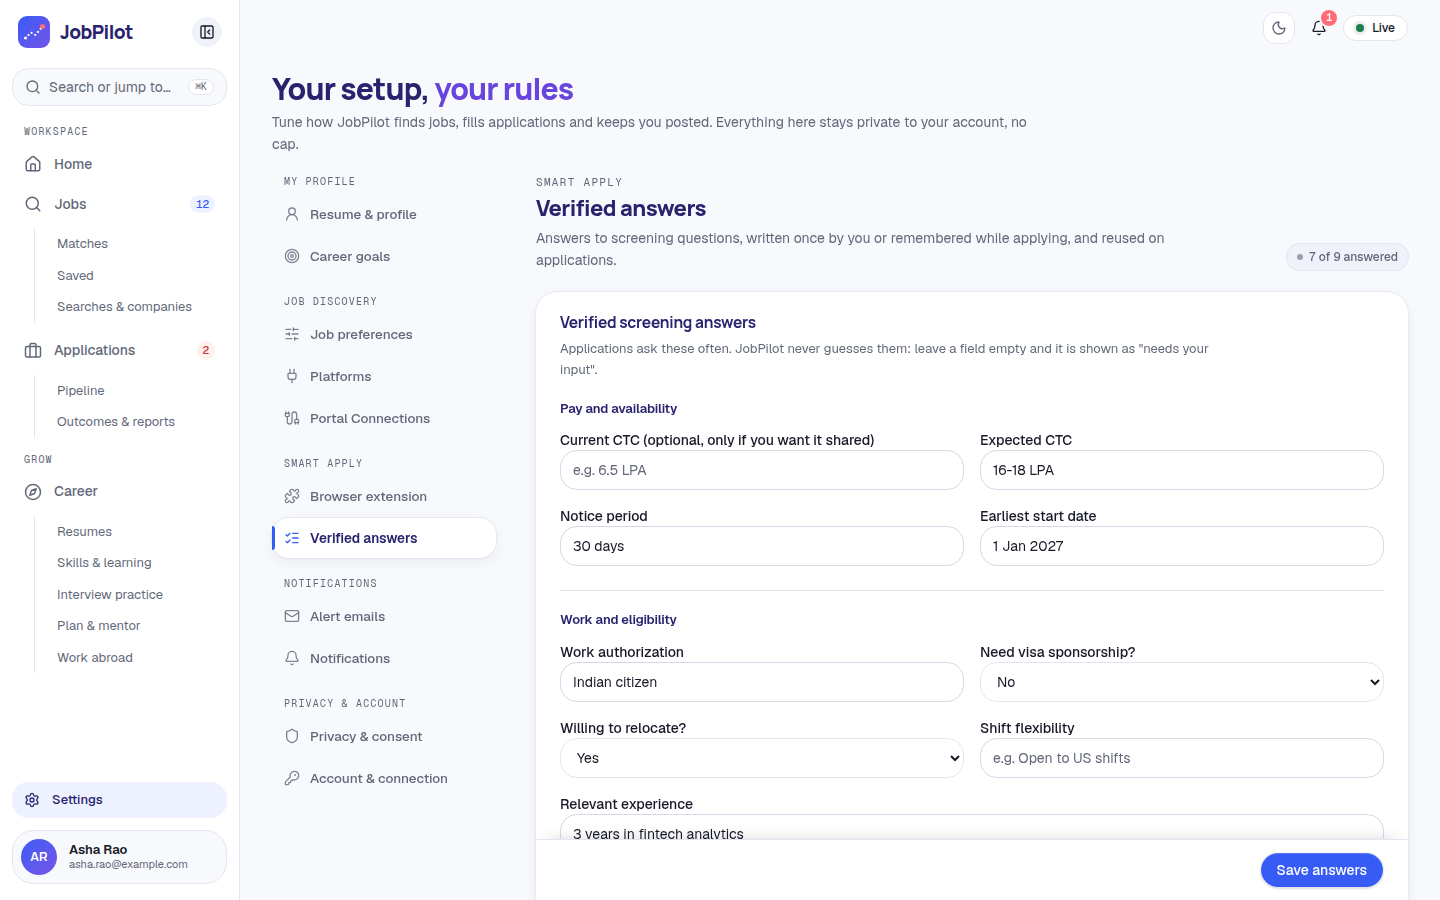 JobPilot
Search or jump to...
⌘K
WORKSPACE
Home
Jobs
12
Matches
Saved
Searches & companies
Applications
2
Pipeline
Outcomes & reports
GROW
Career
Resumes
Skills & learning
Interview practice
Plan & mentor
Work abroad
Settings
AR
Asha Rao
asha.rao@example.com
1
Live
Your setup, your rules
Tune how JobPilot finds jobs, fills applications and keeps you posted. Everything here stays private to your account, no
cap.
MY PROFILE
Resume & profile
Career goals
JOB DISCOVERY
Job preferences
Platforms
Portal Connections
SMART APPLY
Browser extension
Verified answers
NOTIFICATIONS
Alert emails
Notifications
PRIVACY & ACCOUNT
Privacy & consent
Account & connection
SMART APPLY
Verified answers
Answers to screening questions, written once by you or remembered while applying, and reused on
applications.
7 of 9 answered
Verified screening answers
Applications ask these often. JobPilot never guesses them: leave a field empty and it is shown as "needs your
input".
Pay and availability
Current CTC (optional, only if you want it shared)
e.g. 6.5 LPA
Expected CTC
16-18 LPA
Notice period
30 days
Earliest start date
1 Jan 2027
Work and eligibility
Work authorization
Indian citizen
Need visa sponsorship?
No
Willing to relocate?
Yes
Shift flexibility
e.g. Open to US shifts
Relevant experience
3 years in fintech analytics
Save answers